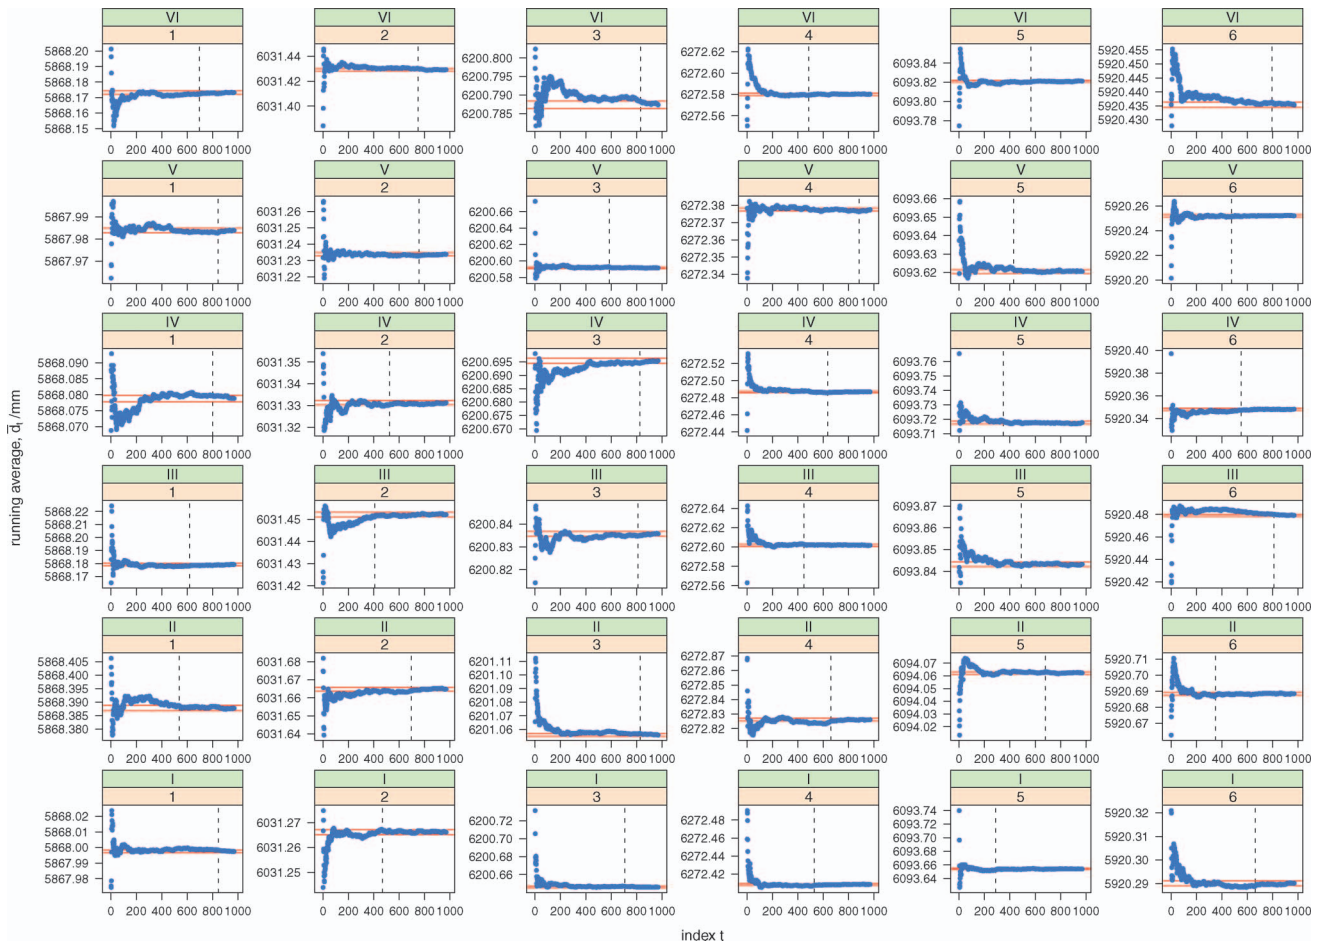 VI
1
5868.20
5868.19
5868.18
5868.17
5868.16
5868.15
200 400 600 800 1000
VI
2
6031.44
6031.42
6031.40
200 400 600 800 1000
VI
3
6200.800
6200.795
6200.790
6200.785
0 200 400 600 800 1000
VI
4
6272.62
6272.60
6272.58
6272.56
0 200 400 600 800 1000
VI
5
6093.84
6093.82
6093.80
6093.78
0 200 400 600 800 1000
VI
6
5920.455
5920.450
5920.445
5920.440
5920.435
5920.430
0 200 400 600 800 1000
V
1
5867.99
5867.98
5867.97
0 200 400 600 800 1000
V
2
6031.26
6031.25
6031.24
6031.23
6031.22
0 200 400 600 800 1000
V
3
6200.66
6200.64
6200.62
6200.60
6200.58
0 200 400 600 800 1000
V
4
6272.38
6272.37
6272.36
6272.35
6272.34
0 200 400 600 800 1000
V
5
6093.66
6093.65
6093.64
6093.63
6093.62
0 200 400 600 800 1000
V
6
5920.26
5920.24
5920.22
5920.20
0 200 400 600 800 1000
IV
1
5868.090
5868.085
5868.080
5868.075
5868.070
0 200 400 600 800 1000
IV
2
6031.35
6031.34
6031.33
6031.32
0 200 400 600 800 1000
IV
3
6200.695
6200.690
6200.685
6200.680
6200.675
6200.670
0 200 400 600 800 1000
IV
4
6272.52
6272.50
6272.48
6272.46
6272.44
0 200 400 600 800 1000
IV
5
6093.76
6093.75
6093.74
6093.73
6093.72
6093.71
0 200 400 600 800 1000
IV
6
5920.40
5920.38
5920.36
5920.34
0 200 400 600 800 1000
running average, d̅ₜ/mm
III
1
5868.22
5868.21
5868.20
5868.19
5868.18
5868.17
0 200 400 600 800 1000
III
2
6031.45
6031.44
6031.43
6031.42
0 200 400 600 800 1000
III
3
6200.84
6200.83
6200.82
0 200 400 600 800 1000
III
4
6272.64
6272.62
6272.60
6272.58
6272.56
0 200 400 600 800 1000
III
5
6093.87
6093.86
6093.85
6093.84
0 200 400 600 800 1000
III
6
5920.48
5920.46
5920.44
5920.42
0 200 400 600 800 1000
II
1
5868.405
5868.400
5868.395
5868.390
5868.385
5868.380
0 200 400 600 800 1000
II
2
6031.68
6031.67
6031.66
6031.65
6031.64
0 200 400 600 800 1000
II
3
6201.11
6201.10
6201.09
6201.08
6201.07
6201.06
0 200 400 600 800 1000
II
4
6272.87
6272.86
6272.85
6272.84
6272.83
6272.82
0 200 400 600 800 1000
II
5
6094.07
6094.06
6094.05
6094.04
6094.03
6094.02
0 200 400 600 800 1000
II
6
5920.71
5920.70
5920.69
5920.68
5920.67
0 200 400 600 800 1000
I
1
5868.02
5868.01
5868.00
5867.99
5867.98
0 200 400 600 800 1000
I
2
6031.27
6031.26
6031.25
0 200 400 600 800 1000
I
3
6200.72
6200.70
6200.68
6200.66
0 200 400 600 800 1000
I
4
6272.48
6272.46
6272.44
6272.42
0 200 400 600 800 1000
I
5
6093.74
6093.72
6093.70
6093.68
6093.66
6093.64
0 200 400 600 800 1000
I
6
5920.32
5920.31
5920.30
5920.29
0 200 400 600 800 1000
index t